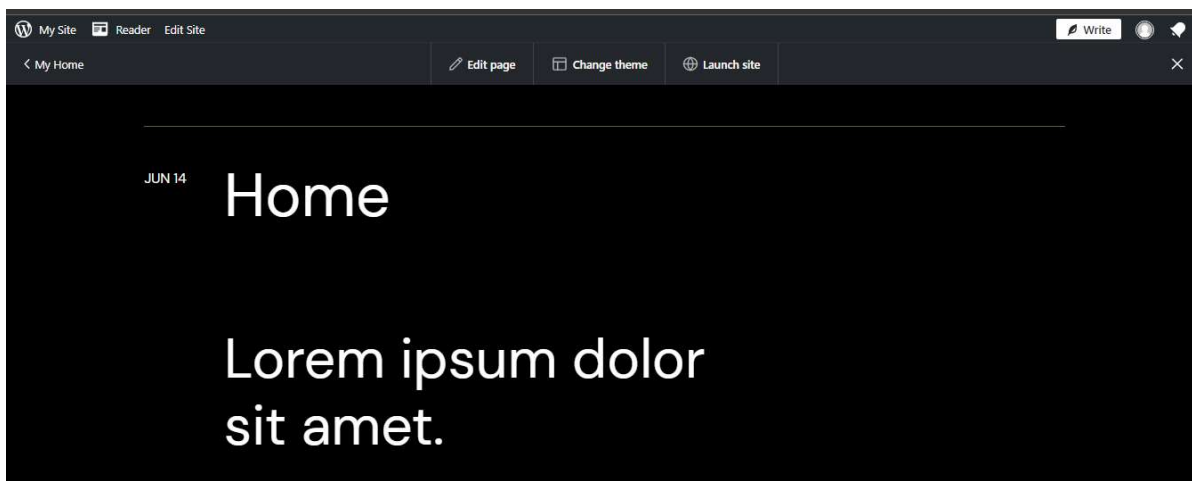 My Site Reader Edit Site Write
My Home Edit page Change theme Launch site
JUN 14 Home
Lorem ipsum dolor
sit amet.